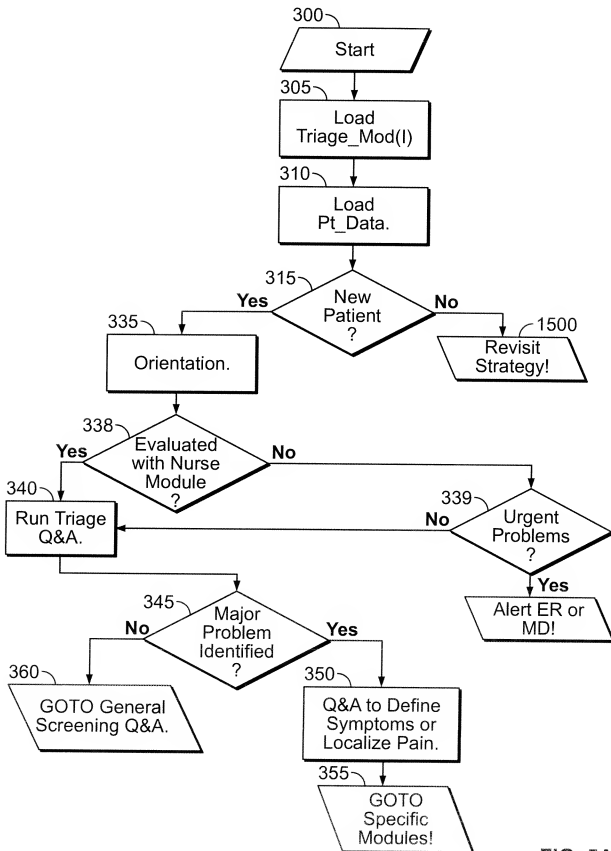 300
Start
305
Load
Triage_Mod(I)
310
Load
Pt_Data.
315
New
Patient
?
Yes
No
335
Orientation.
1500
Revisit
Strategy!
338
Evaluated
with Nurse
Module
?
Yes
No
340
Run Triage
Q&A.
339
Urgent
Problems
?
No
Yes
Alert ER or
MD!
345
Major
Problem
Identified
?
No
Yes
360
GOTO General
Screening Q&A.
350
Q&A to Define
Symptoms or
Localize Pain.
355
GOTO
Specific
Modules!